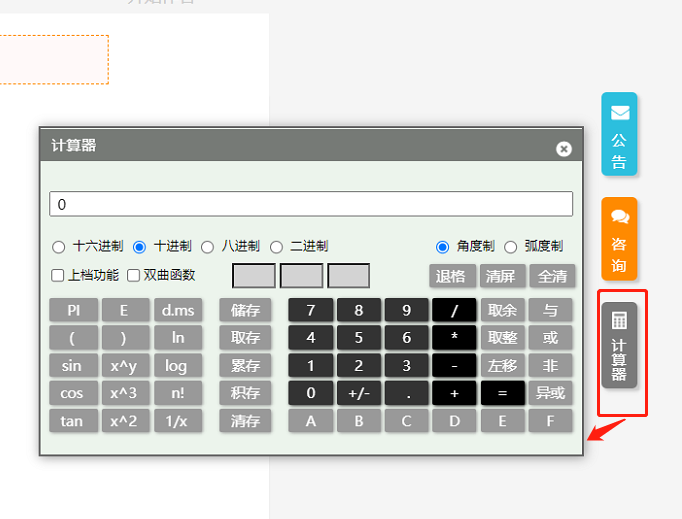 计算器
0
十六进制 十进制 八进制 二进制 角度制 弧度制
上档功能 双曲函数 退格 清屏 全清
PI E d.ms 储存 7 8 9 / 取余 与
( ) ln 取存 4 5 6 * 取整 或
sin x^y log 累存 1 2 3 - 左移 非
cos x^3 n! 积存 0 +/- . + = 异或
tan x^2 1/x 清存 A B C D E F
公告
咨询
计算器